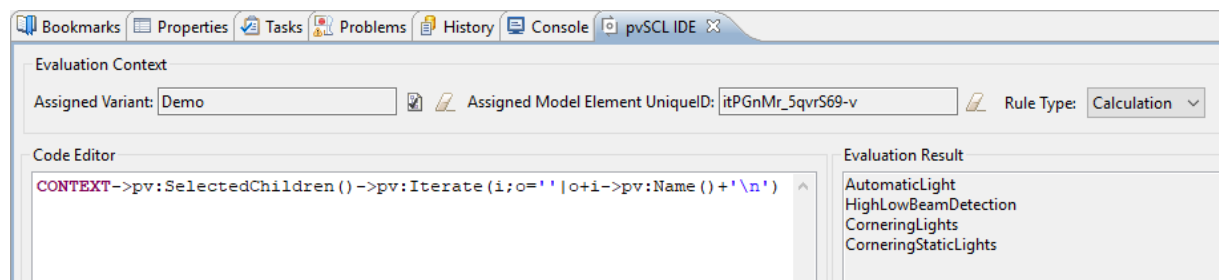 Bookmarks Properties Tasks Problems History Console pvSCL IDE
Evaluation Context
Assigned Variant: Demo Assigned Model Element UniqueID: itPGnMr_5qvrS69-v Rule Type: Calculation
Code Editor
CONTEXT->pv:SelectedChildren()->pv:Iterate(i;o=''|o+i->pv:Name()+'\n')
Evaluation Result
AutomaticLight
HighLowBeamDetection
CorneringLights
CorneringStaticLights